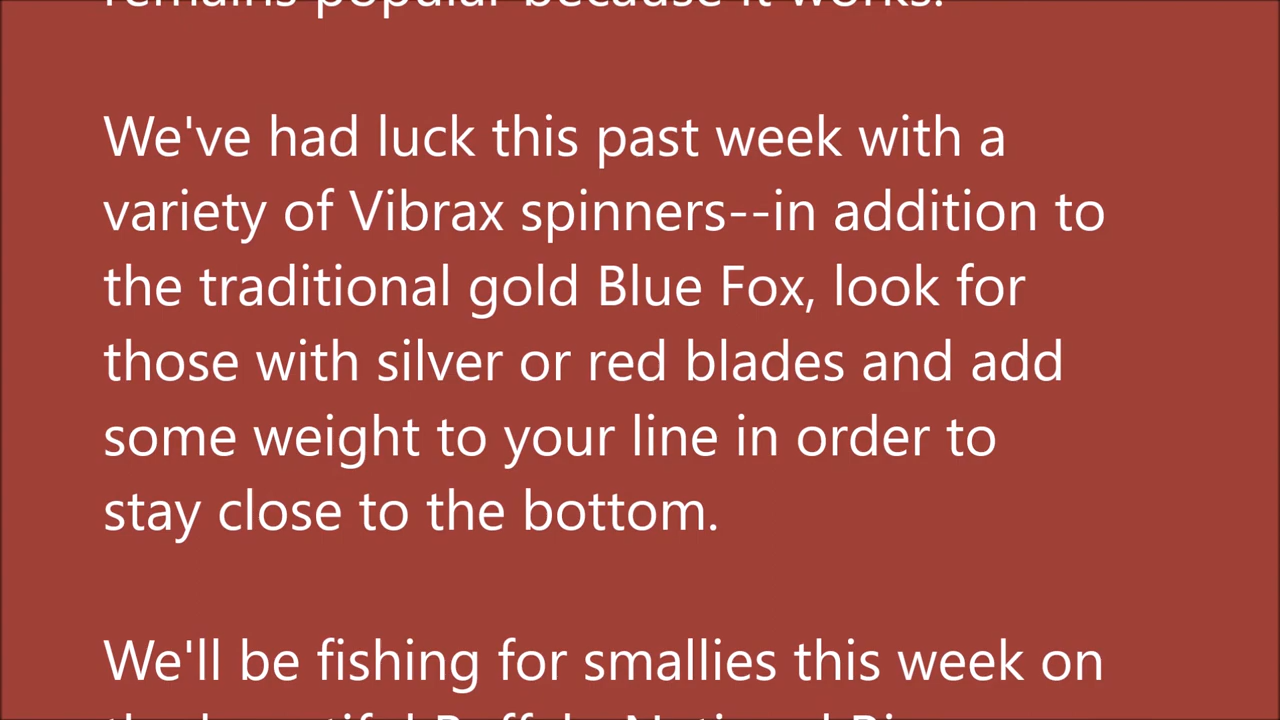 remains popular because it works.
We've had luck this past week with a
variety of Vibrax spinners--in addition to
the traditional gold Blue Fox, look for
those with silver or red blades and add
some weight to your line in order to
stay close to the bottom.
We'll be fishing for smallies this week on
the beautiful Buffalo National River